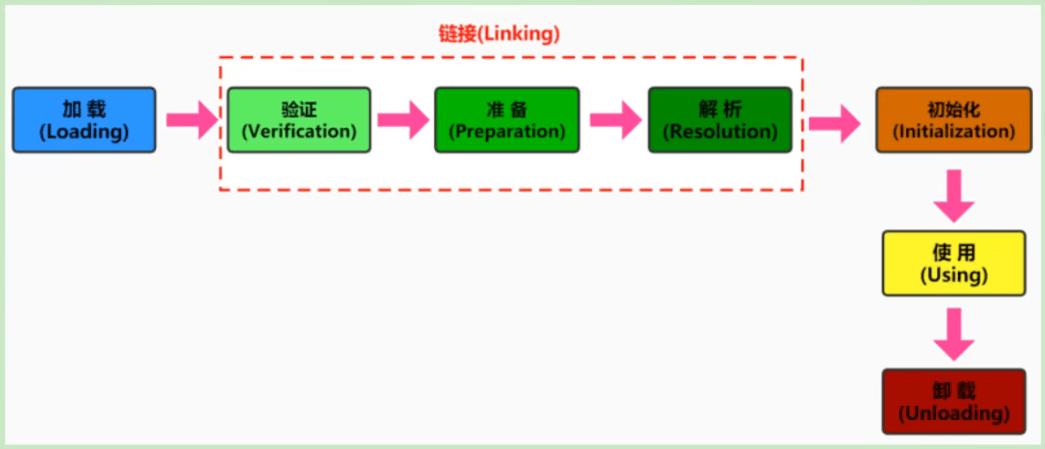 链接(Linking)
加 载
(Loading)
验证
(Verification)
准 备
(Preparation)
解 析
(Resolution)
初始化
(Initialization)
使 用
(Using)
卸 载
(Unloading)